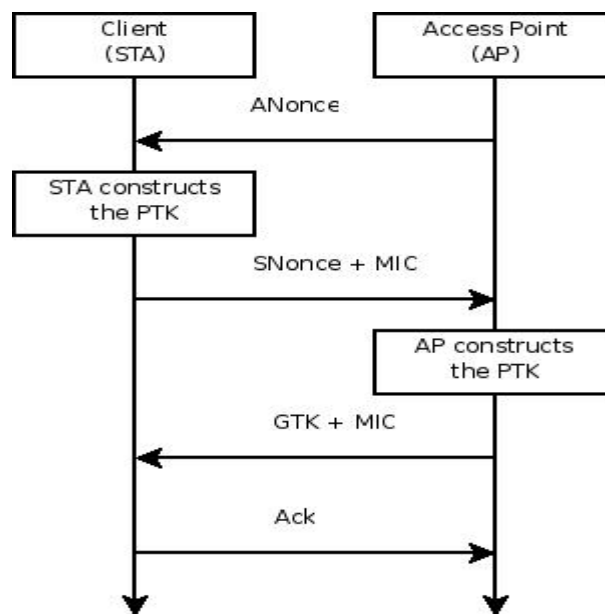 Client
(STA)
Access Point
(AP)
ANonce
STA constructs
the PTK
SNonce + MIC
AP constructs
the PTK
GTK + MIC
Ack